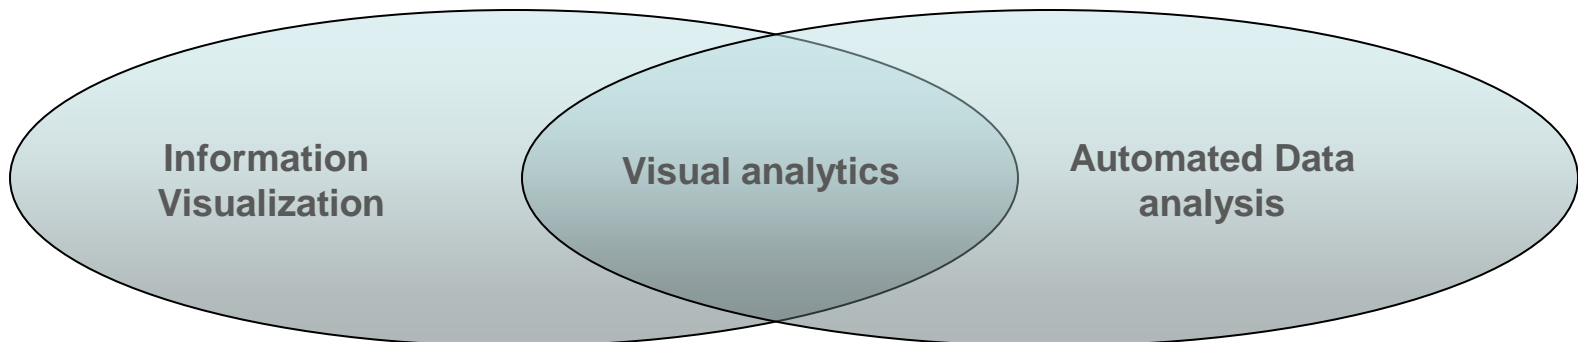 Information
Visualization
Visual analytics
Automated Data
analysis